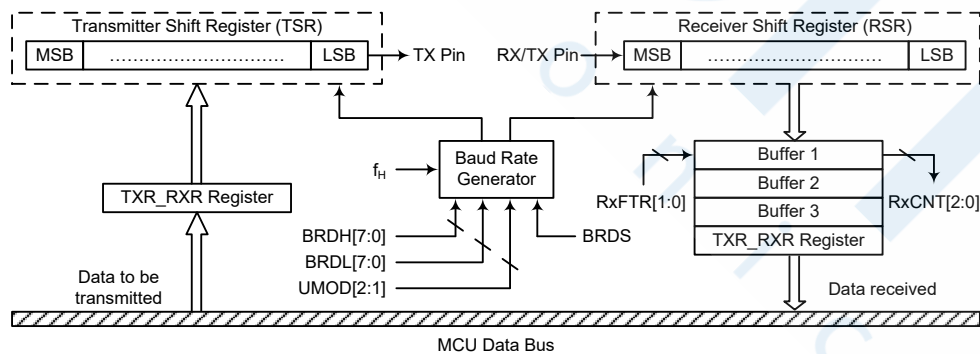 Transmitter Shift Register (TSR)
MSB ........................... LSB
TX Pin
RX/TX Pin
Receiver Shift Register (RSR)
MSB ........................... LSB
TXR_RXR Register
fH
Baud Rate
Generator
BRDH[7:0]
BRDL[7:0]
UMOD[2:1]
BRDS
RxFTR[1:0]
Buffer 1
Buffer 2
Buffer 3
TXR_RXR Register
RxCNT[2:0]
Data to be
transmitted
Data received
MCU Data Bus